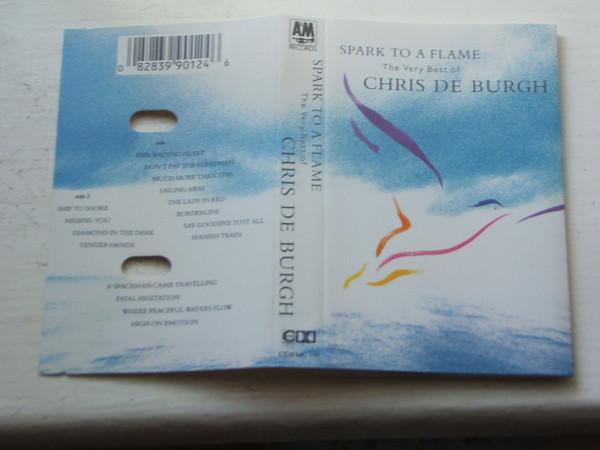 0 82839 90124 6
side 1
THIS WAITING HEART
DON'T PAY THE FERRYMAN
MUCH MORE THAN THIS
SAILING AWAY
THE LADY IN RED
BORDERLINE
SAY GOODBYE TO IT ALL
SPANISH TRAIN
side 2
SHIP TO SHORE
MISSING YOU
DIAMOND IN THE DARK
TENDER HANDS
A SPACEMAN CAME TRAVELLING
FATAL HESITATION
WHERE PEACEFUL WATERS FLOW
HIGH ON EMOTION
A&M
RECORDS
SPARK TO A FLAME
The Very Best of
CHRIS DE BURGH
SPARK TO A FLAME
The Very Best of
CHRIS DE BURGH